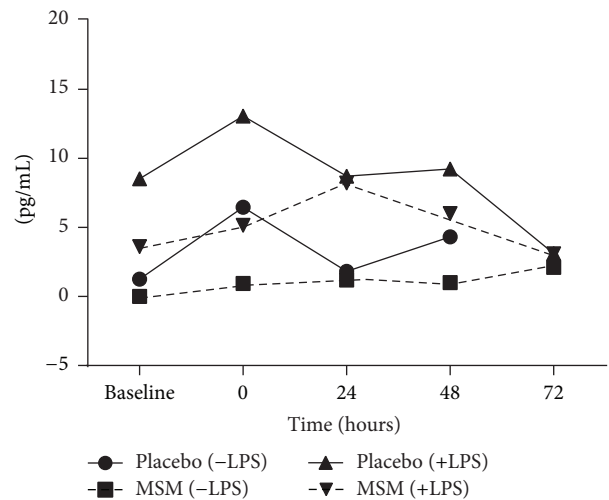 20
15
10
5
0
−5
(pg/mL)
Baseline 0 24 48 72
Time (hours)
Placebo (−LPS) Placebo (+LPS)
MSM (−LPS) MSM (+LPS)